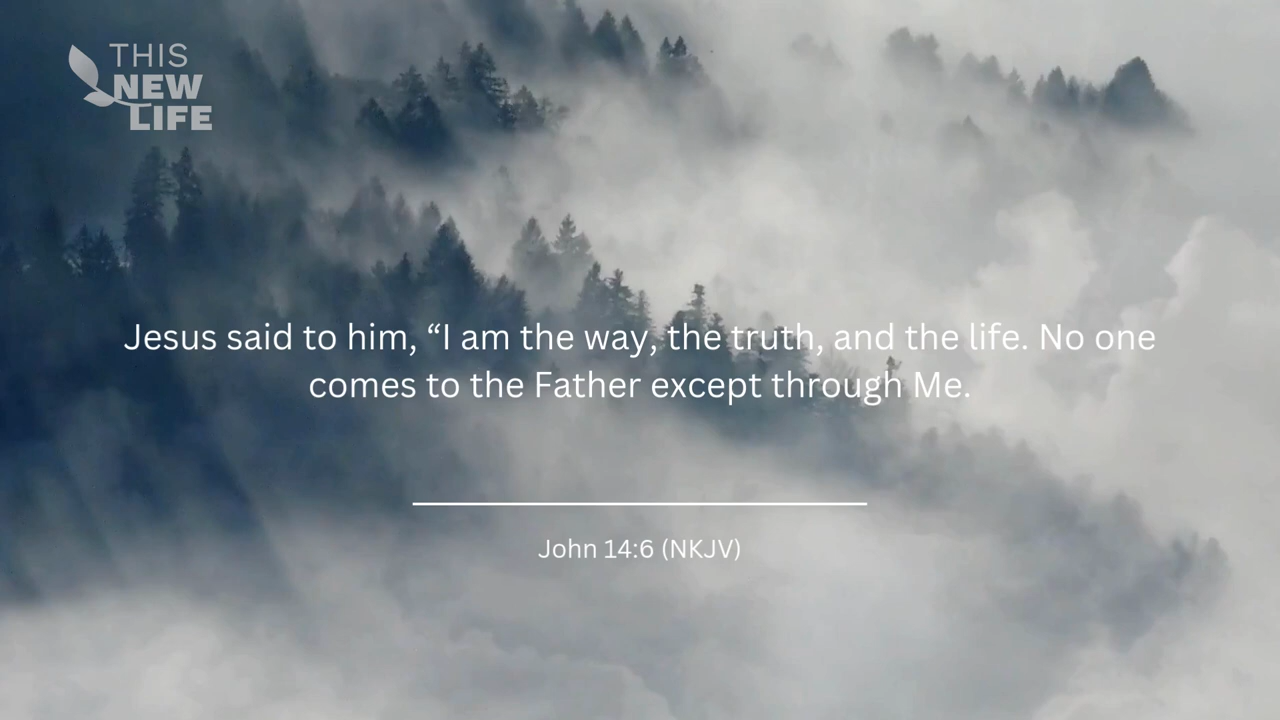 THIS
NEW
LIFE
Jesus said to him, “I am the way, the truth, and the life. No one
comes to the Father except through Me.
John 14:6 (NKJV)